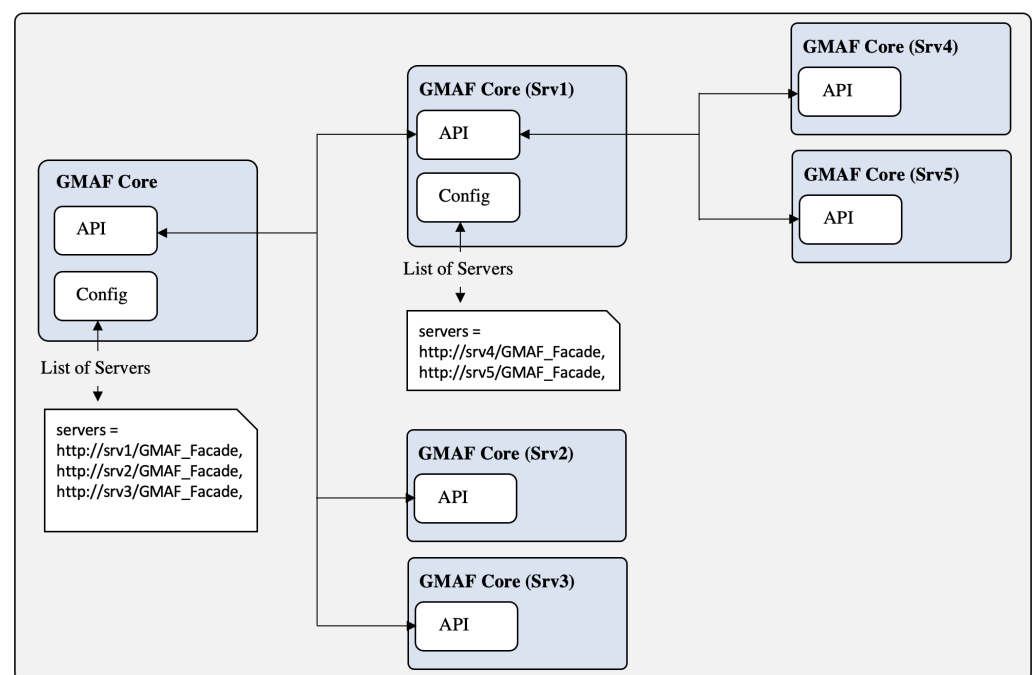 GMAF Core
API
Config
List of Servers
servers =
http://srv1/GMAF_Facade,
http://srv2/GMAF_Facade,
http://srv3/GMAF_Facade,
GMAF Core (Srv1)
API
Config
List of Servers
servers =
http://srv4/GMAF_Facade,
http://srv5/GMAF_Facade,
GMAF Core (Srv2)
API
GMAF Core (Srv3)
API
GMAF Core (Srv4)
API
GMAF Core (Srv5)
API